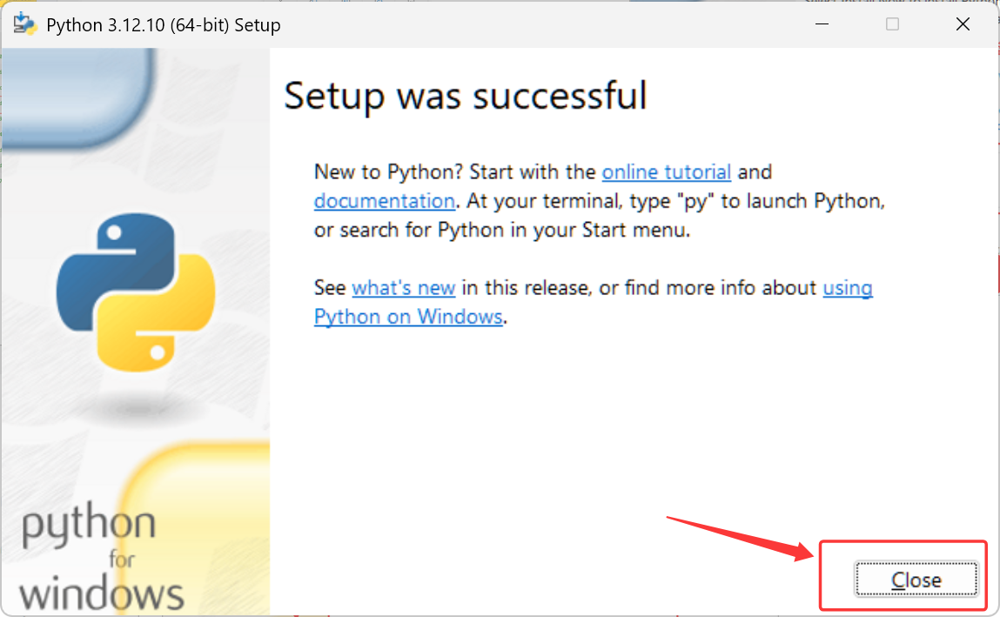 Python 3.12.10 (64-bit) Setup
Setup was successful
New to Python? Start with the online tutorial and
documentation. At your terminal, type "py" to launch Python,
or search for Python in your Start menu.
See what's new in this release, or find more info about using
Python on Windows.
python
for
windows
Close